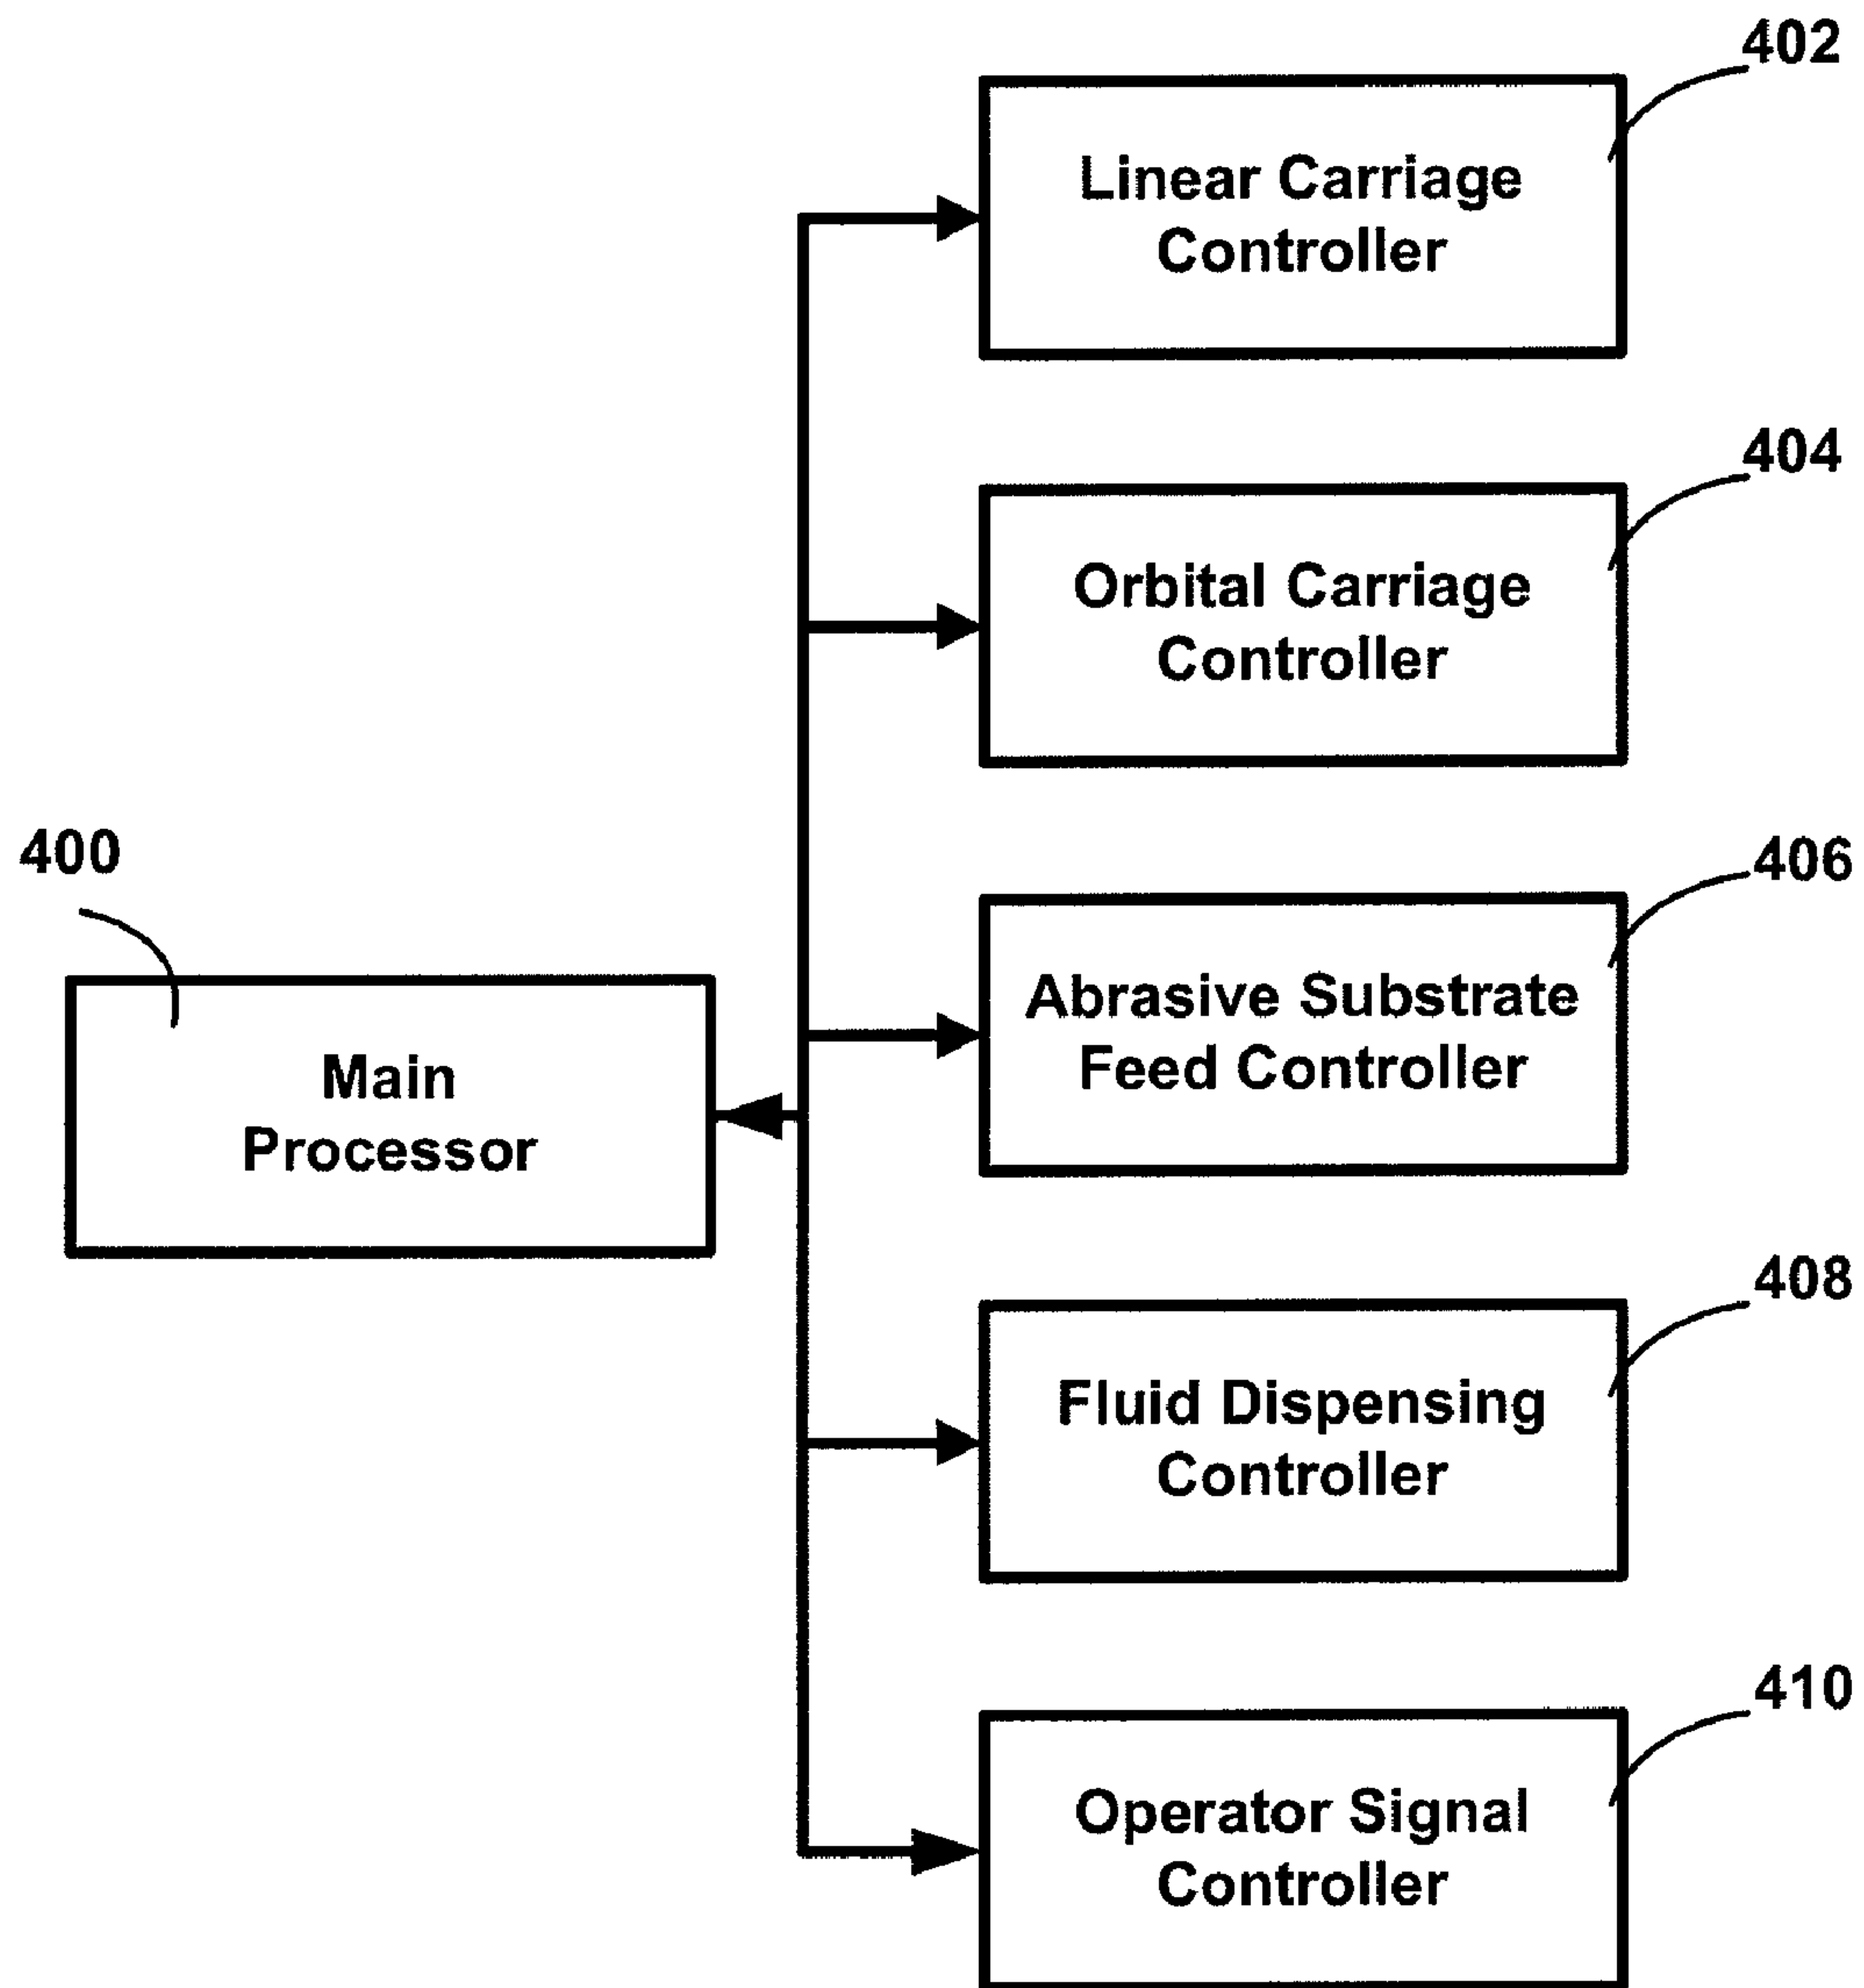 402
Linear Carriage
Controller
404
Orbital Carriage
Controller
400
406
Abrasive Substrate
Feed Controller
Main
Processor
408
Fluid Dispensing
Controller
410
Operator Signal
Controller